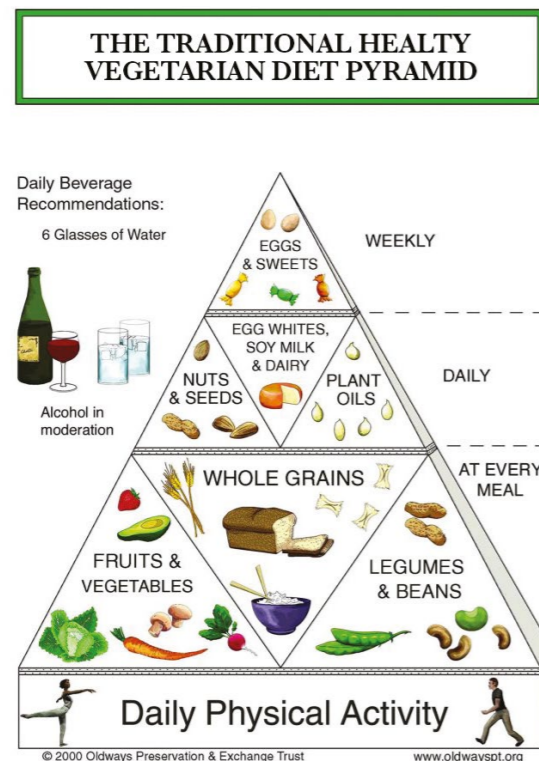 THE TRADITIONAL HEALTY
VEGETARIAN DIET PYRAMID
Daily Beverage
Recommendations:
6 Glasses of Water
Alcohol in
moderation
EGGS
& SWEETS
WEEKLY
EGG WHITES,
SOY MILK
& DAIRY
NUTS
& SEEDS
PLANT
OILS
DAILY
WHOLE GRAINS
FRUITS &
VEGETABLES
LEGUMES
& BEANS
AT EVERY
MEAL
Daily Physical Activity
© 2000 Oldways Preservation & Exchange Trust
www.oldwayspt.org